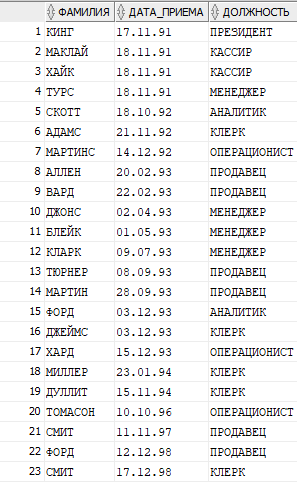 ФАМИЛИЯ ДАТА_ПРИЕМА ДОЛЖНОСТЬ
1 КИНГ 17.11.91 ПРЕЗИДЕНТ
2 МАКЛАЙ 18.11.91 КАССИР
3 ХАЙК 18.11.91 КАССИР
4 ТУРС 18.11.91 МЕНЕДЖЕР
5 СКОТТ 18.10.92 АНАЛИТИК
6 АДАМС 21.11.92 КЛЕРК
7 МАРТИНС 14.12.92 ОПЕРАЦИОНИСТ
8 АЛЛЕН 20.02.93 ПРОДАВЕЦ
9 ВАРД 22.02.93 ПРОДАВЕЦ
10 ДЖОНС 02.04.93 МЕНЕДЖЕР
11 БЛЕЙК 01.05.93 МЕНЕДЖЕР
12 КЛАРК 09.07.93 МЕНЕДЖЕР
13 ТЮРНЕР 08.09.93 ПРОДАВЕЦ
14 МАРТИН 28.09.93 ПРОДАВЕЦ
15 ФОРД 03.12.93 АНАЛИТИК
16 ДЖЕЙМС 03.12.93 КЛЕРК
17 ХАРД 15.12.93 ОПЕРАЦИОНИСТ
18 МИЛЛЕР 23.01.94 КЛЕРК
19 ДУЛЛИТ 15.11.94 КЛЕРК
20 ТОМАСОН 10.10.96 ОПЕРАЦИОНИСТ
21 СМИТ 11.11.97 ПРОДАВЕЦ
22 ФОРД 12.12.98 ПРОДАВЕЦ
23 СМИТ 17.12.98 КЛЕРК